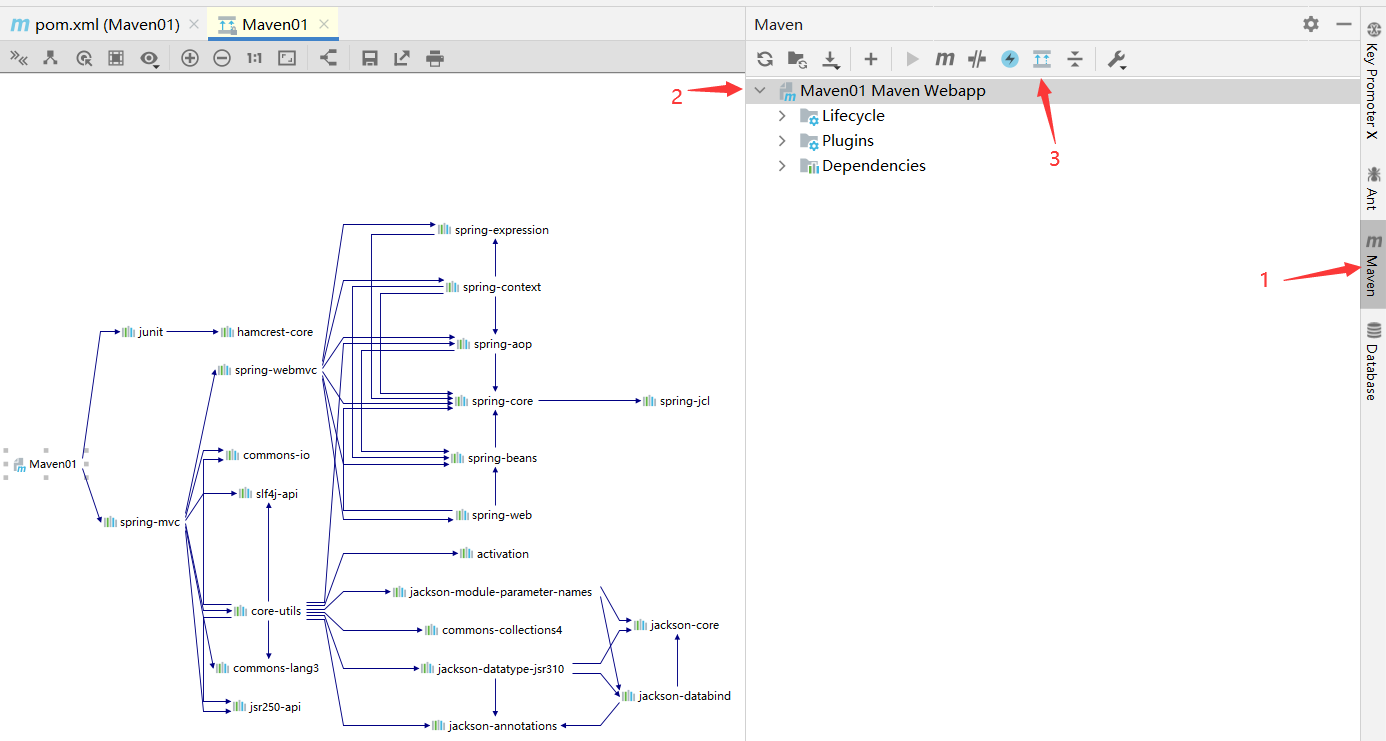 pom.xml (Maven01)
Maven01
1:1
Maven
2
Maven01 Maven Webapp
Lifecycle
Plugins
Dependencies
3
1
Key Promoter X
Ant
m
Maven
Database
spring-expression
spring-context
junit
hamcrest-core
spring-aop
spring-webmvc
spring-core
spring-jcl
commons-io
spring-beans
Maven01
slf4j-api
spring-web
spring-mvc
activation
jackson-module-parameter-names
core-utils
jackson-core
commons-collections4
commons-lang3
jackson-datatype-jsr310
jackson-databind
jsr250-api
jackson-annotations